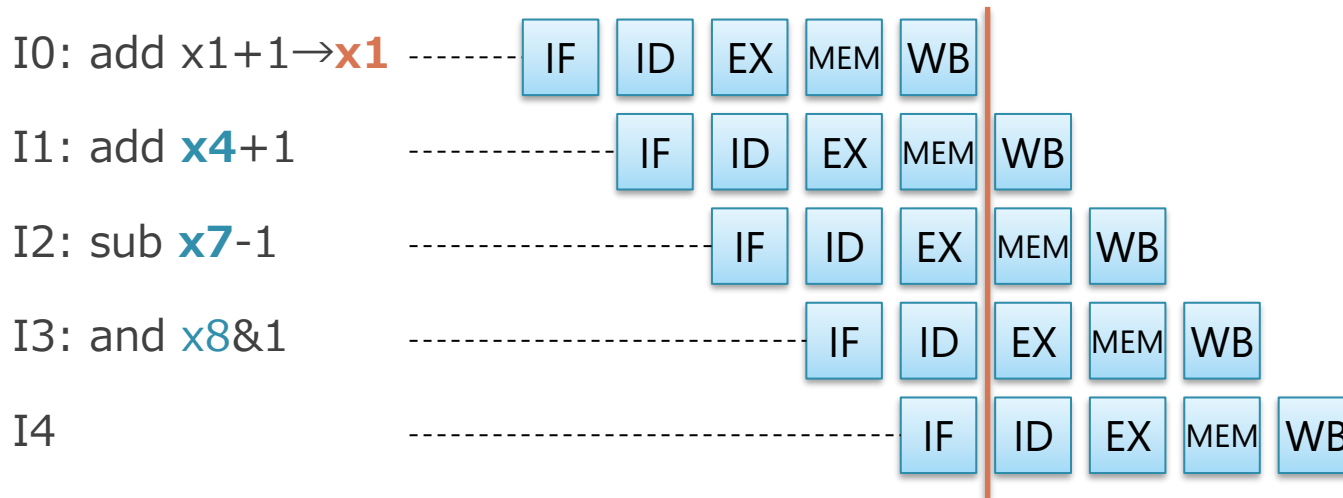 I0: add x1+1→x1 IF ID EX MEM WB
I1: add x4+1 IF ID EX MEM WB
I2: sub x7-1 IF ID EX MEM WB
I3: and x8&1 IF ID EX MEM WB
I4 IF ID EX MEM WB